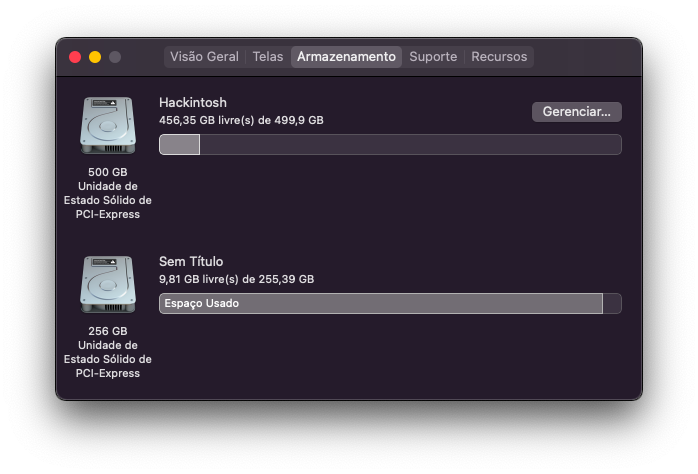 Visão Geral Telas Armazenamento Suporte Recursos
Hackintosh
456,35 GB livre(s) de 499,9 GB
Gerenciar...
500 GB
Unidade de
Estado Sólido de
PCI-Express
Sem Título
9,81 GB livre(s) de 255,39 GB
Espaço Usado
256 GB
Unidade de
Estado Sólido de
PCI-Express